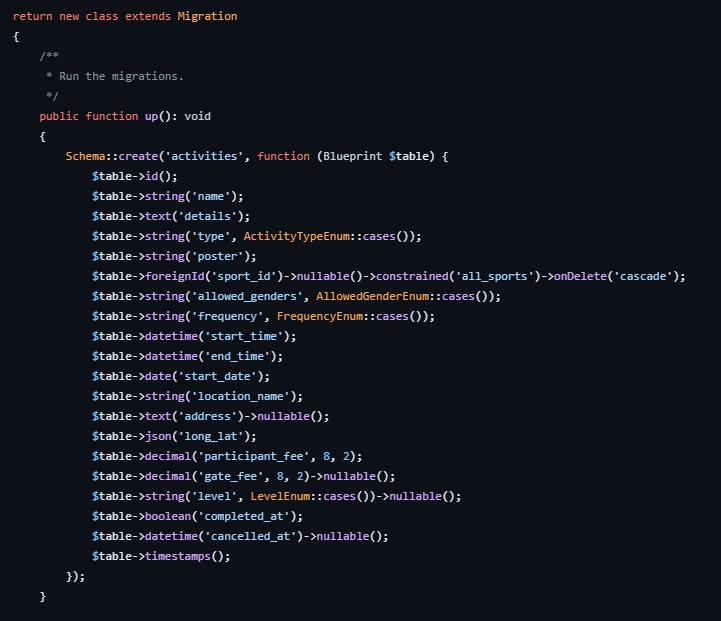 return new class extends Migration
{
    /**
     * Run the migrations.
     */
    public function up(): void
    {
        Schema::create('activities', function (Blueprint $table) {
            $table->id();
            $table->string('name');
            $table->text('details');
            $table->string('type', ActivityTypeEnum::cases());
            $table->string('poster');
            $table->foreignId('sport_id')->nullable()->constrained('all_sports')->onDelete('cascade');
            $table->string('allowed_genders', AllowedGenderEnum::cases());
            $table->string('frequency', FrequencyEnum::cases());
            $table->datetime('start_time');
            $table->datetime('end_time');
            $table->date('start_date');
            $table->string('location_name');
            $table->text('address')->nullable();
            $table->json('long_lat');
            $table->decimal('participant_fee', 8, 2);
            $table->decimal('gate_fee', 8, 2)->nullable();
            $table->string('level', LevelEnum::cases())->nullable();
            $table->boolean('completed_at');
            $table->datetime('cancelled_at')->nullable();
            $table->timestamps();
        });
    }